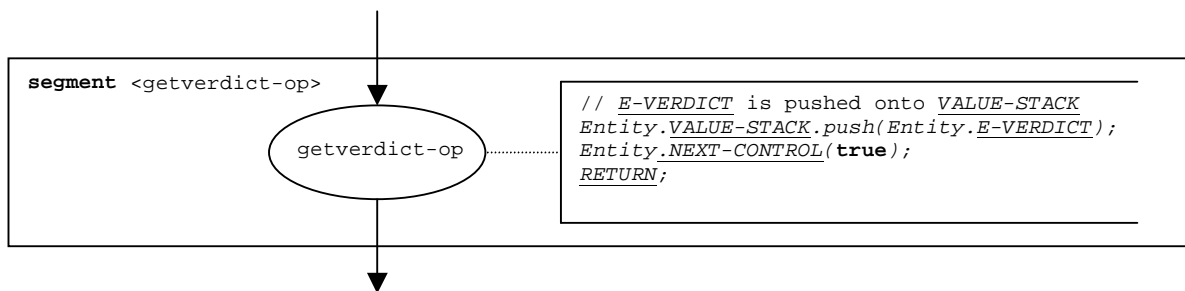 segment <getverdict-op>
getverdict-op
// E-VERDICT is pushed onto VALUE-STACK
Entity.VALUE-STACK.push(Entity.E-VERDICT);
Entity.NEXT-CONTROL(true);
RETURN;